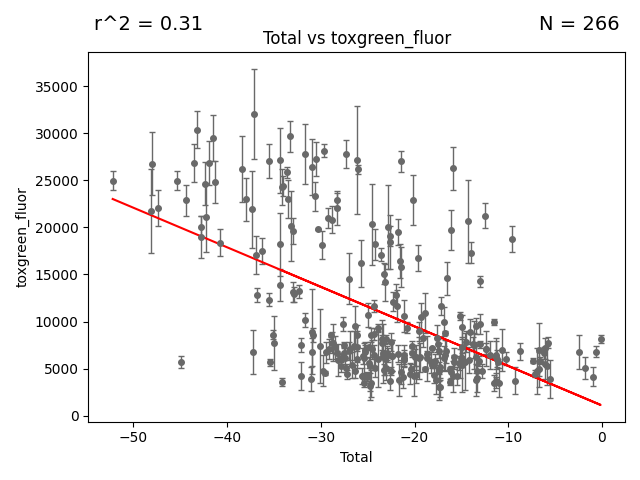 r^2 = 0.31
N = 266
Total vs toxgreen_fluor
35000
30000
25000
20000
15000
10000
5000
0
toxgreen_fluor
−50
−40
−30
−20
−10
0
Total